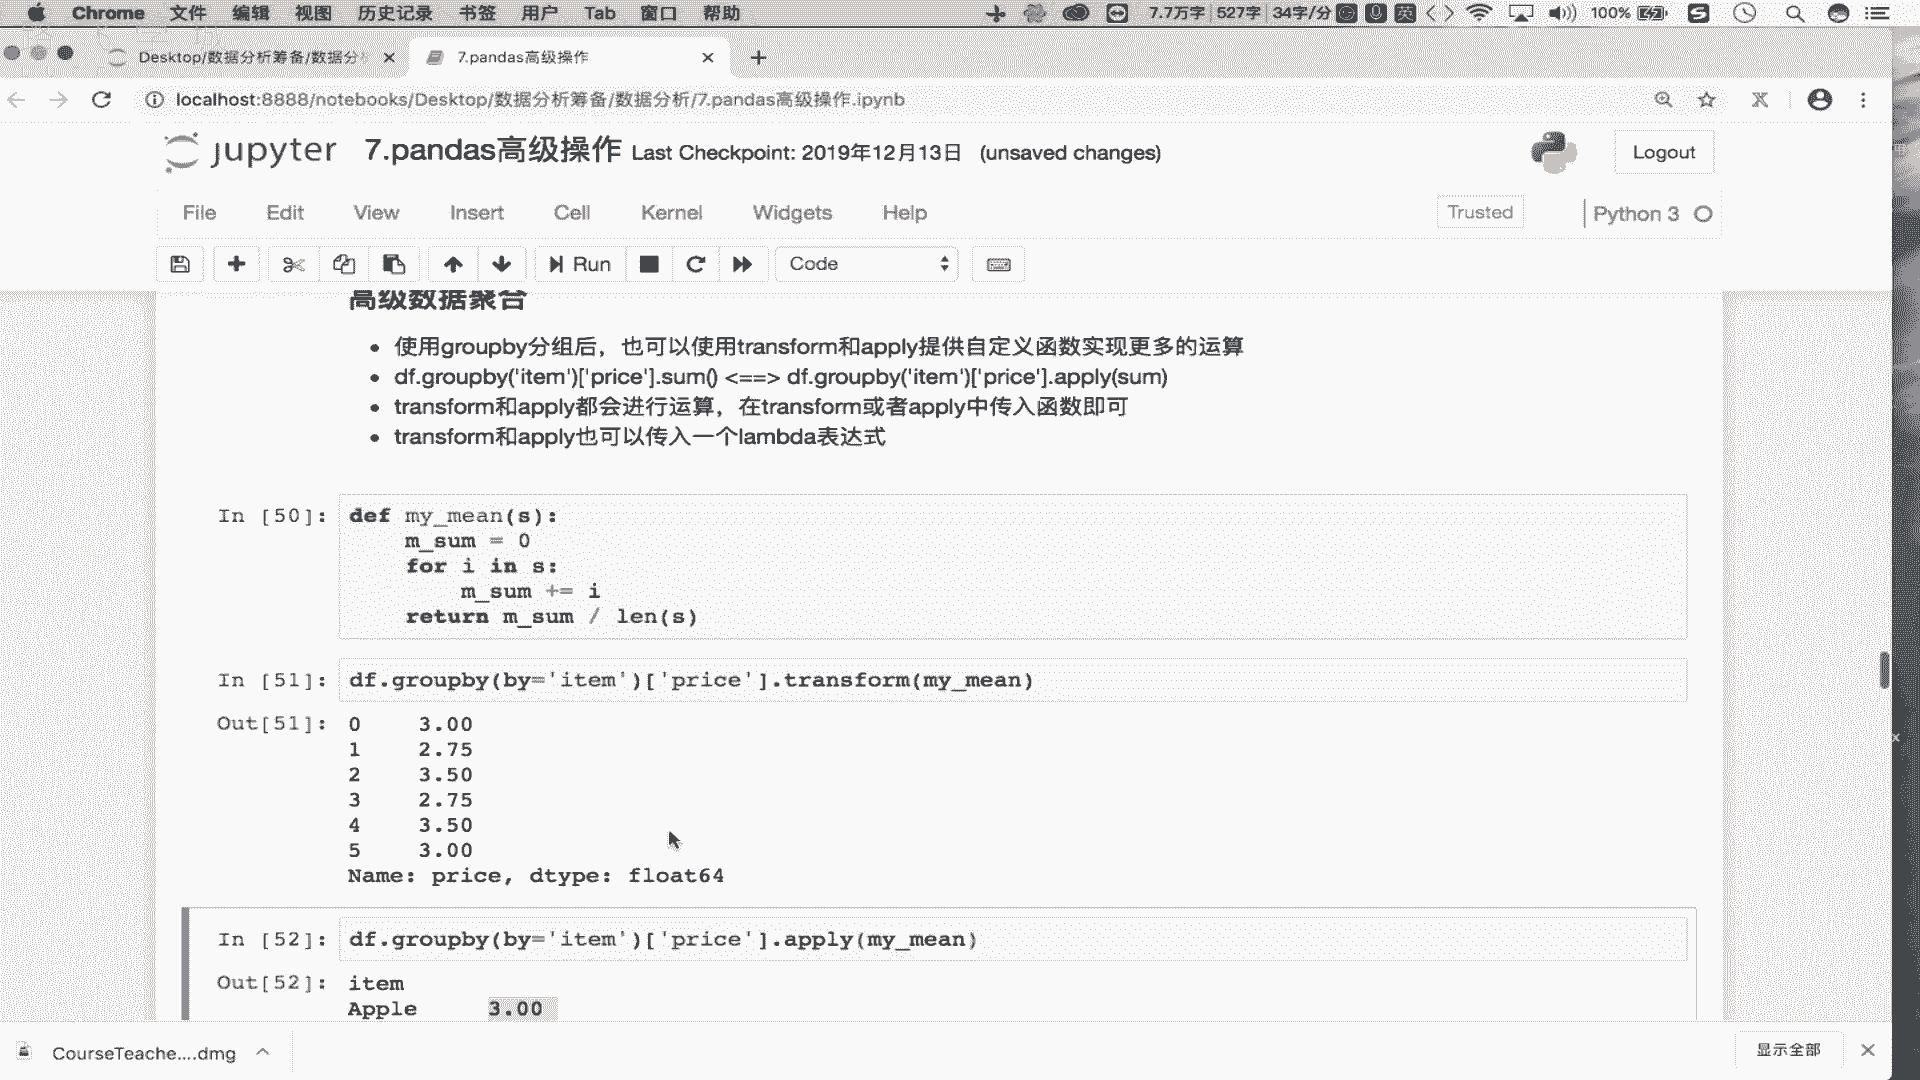 Chrome 文件 编辑 视图 历史记录 书签 用户 Tab 窗口 帮助 7.7万字 527字 34字/分 英 100%
Desktop/数据分析筹备/数据分 7.pandas高级操作
localhost:8888/notebooks/Desktop/数据分析筹备/数据分析/7.pandas高级操作.ipynb
jupyter 7.pandas高级操作 Last Checkpoint: 2019年12月13日 (unsaved changes) Logout
File Edit View Insert Cell Kernel Widgets Help Trusted Python 3
Run Code
高级数据聚合
使用groupby分组后，也可以使用transform和apply提供自定义函数实现更多的运算
df.groupby('item')['price'].sum() <==> df.groupby('item')['price'].apply(sum)
transform和apply都会进行运算，在transform或者apply中传入函数即可
transform和apply也可以传入一个lambda表达式
In [50]: def my_mean(s):
m_sum = 0
for i in s:
m_sum += i
return m_sum / len(s)
In [51]: df.groupby(by='item')['price'].transform(my_mean)
Out[51]: 0 3.00
1 2.75
2 3.50
3 2.75
4 3.50
5 3.00
Name: price, dtype: float64
In [52]: df.groupby(by='item')['price'].apply(my_mean)
Out[52]: item
Apple 3.00
CourseTeache....dmg 显示全部